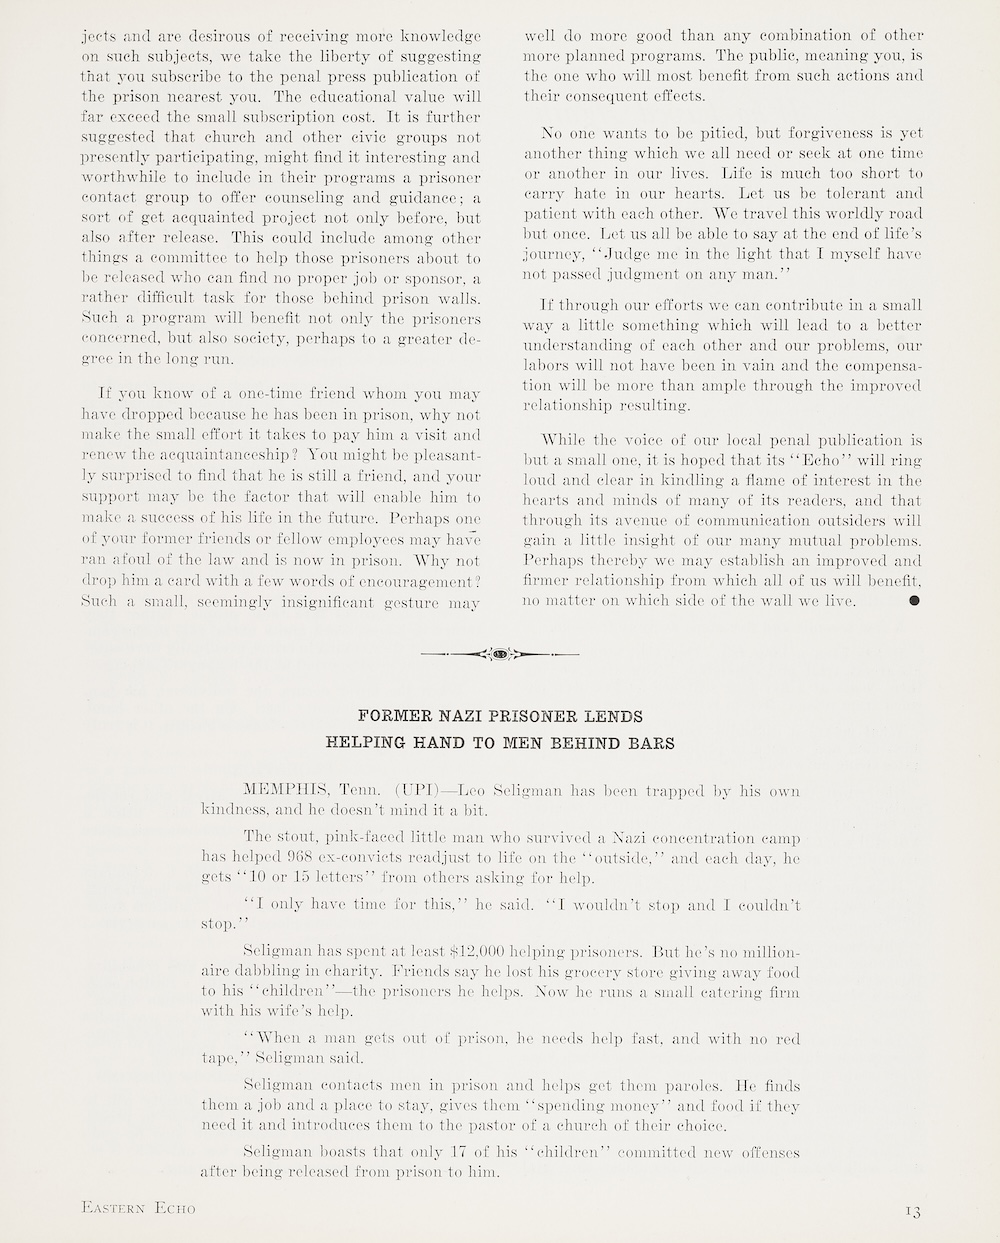 jects and are desirous of receiving more knowledge
on such subjects, we take the liberty of suggesting
that you subscribe to the penal press publication of
the prison nearest you. The educational value will
far exceed the small subscription cost. It is further
suggested that church and other civic groups not
presently participating, might find it interesting and
worthwhile to include in their programs a prisoner
contact group to offer counseling and guidance; a
sort of get acquainted project not only before, but
also after release. This could include among other
things a committee to help those prisoners about to
be released who can find no proper job or sponsor, a
rather difficult task for those behind prison walls.
Such a program will benefit not only the prisoners
concerned, but also society, perhaps to a greater de-
gree in the long run.
If you know of a one-time friend whom you may
have dropped because he has been in prison, why not
make the small effort it takes to pay him a visit and
renew the acquaintanceship? You might be pleasant-
ly surprised to find that he is still a friend, and your
support may be the factor that will enable him to
make a success of his life in the future. Perhaps one
of your former friends or fellow employees may have
ran afoul of the law and is now in prison. Why not
drop him a card with a few words of encouragement?
Such a small, seemingly insignificant gesture may
well do more good than any combination of other
more planned programs. The public, meaning you, is
the one who will most benefit from such actions and
their consequent effects.
No one wants to be pitied, but forgiveness is yet
another thing which we all need or seek at one time
or another in our lives. Life is much too short to
carry hate in our hearts. Let us be tolerant and
patient with each other. We travel this worldly road
but once. Let us all be able to say at the end of life's
journey, "Judge me in the light that I myself have
not passed judgment on any man."
If through our efforts we can contribute in a small
way a little something which will lead to a better
understanding of each other and our problems, our
labors will not have been in vain and the compensa-
tion will be more than ample through the improved
relationship resulting.
While the voice of our local penal publication is
but a small one, it is hoped that its "Echo" will ring
loud and clear in kindling a flame of interest in the
hearts and minds of many of its readers, and that
through its avenue of communication outsiders will
gain a little insight of our many mutual problems.
Perhaps thereby we may establish an improved and
firmer relationship from which all of us will benefit,
no matter on which side of the wall we live. ●
FORMER NAZI PRISONER LENDS
HELPING HAND TO MEN BEHIND BARS
MEMPHIS, Tenn. (UPI)—Leo Seligman has been trapped by his own
kindness, and he doesn't mind it a bit.
The stout, pink-faced little man who survived a Nazi concentration camp
has helped 968 ex-convicts readjust to life on the "outside," and each day, he
gets "10 or 15 letters" from others asking for help.
"I only have time for this," he said. "I wouldn't stop and I couldn't
stop."
Seligman has spent at least $12,000 helping prisoners. But he's no million-
aire dabbling in charity. Friends say he lost his grocery store giving away food
to his "children"—the prisoners he helps. Now he runs a small catering firm
with his wife's help.
"When a man gets out of prison, he needs help fast, and with no red
tape," Seligman said.
Seligman contacts men in prison and helps get them paroles. He finds
them a job and a place to stay, gives them "spending money" and food if they
need it and introduces them to the pastor of a church of their choice.
Seligman boasts that only 17 of his "children" committed new offenses
after being released from prison to him.
EASTERN ECHO
13